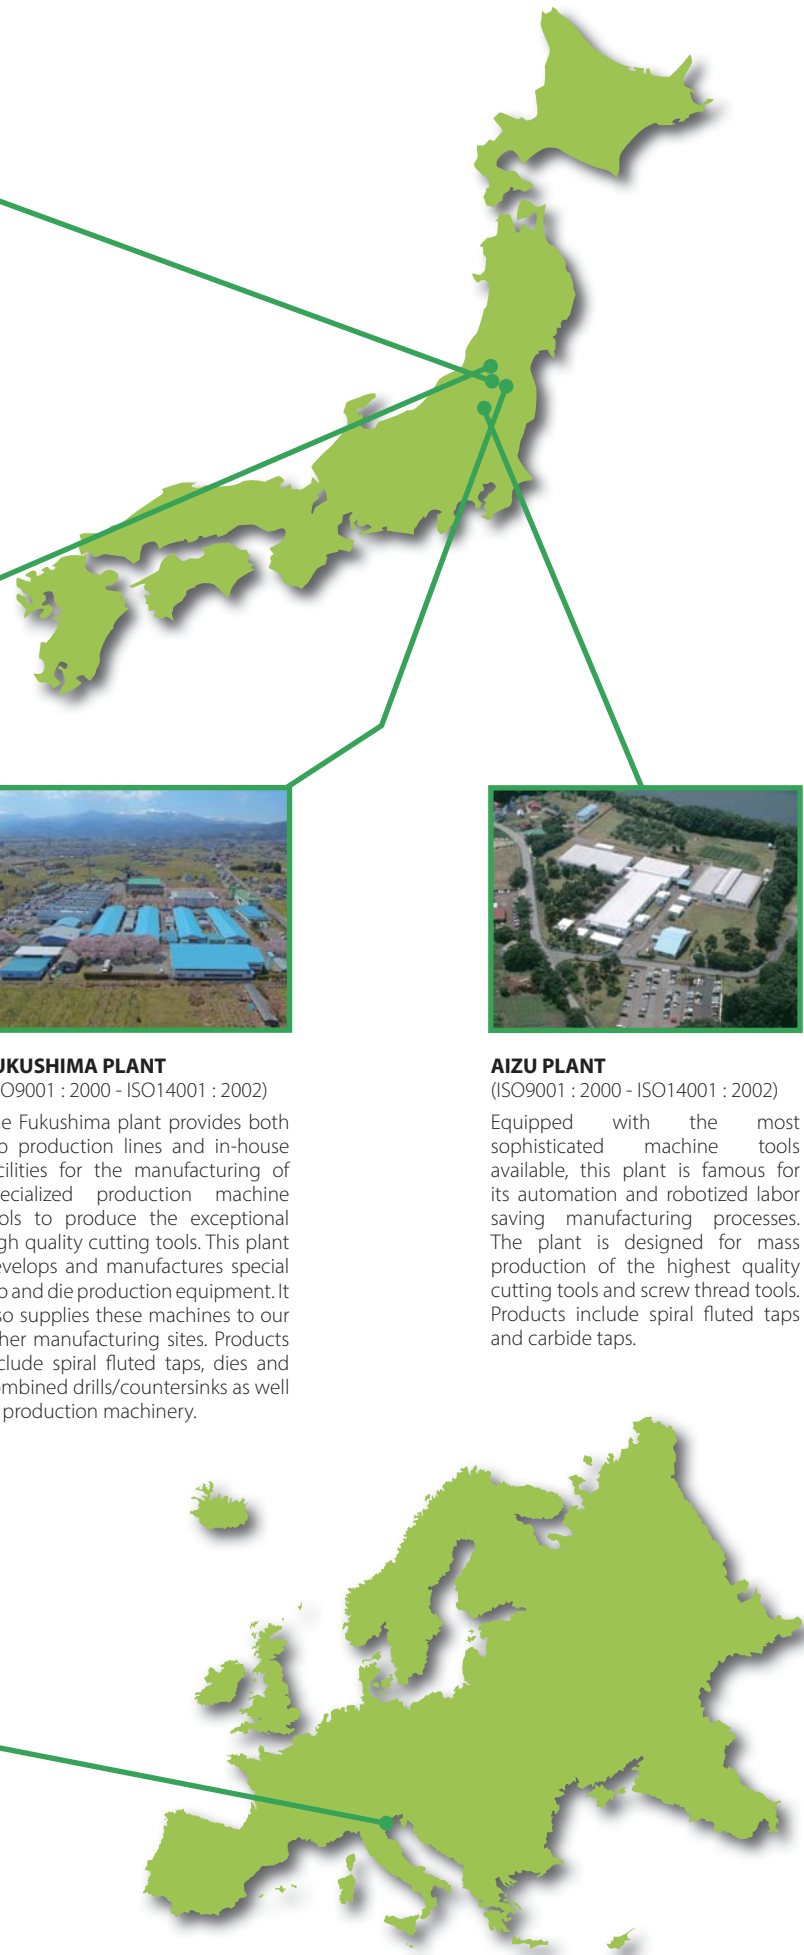 UKUSHIMA PLANT
O9001 : 2000 - ISO14001 : 2002)
e Fukushima plant provides both
p production lines and in-house
cilities for the manufacturing of
ecialized production machine
ols to produce the exceptional
gh quality cutting tools. This plant
evelops and manufactures special
p and die production equipment. It
so supplies these machines to our
her manufacturing sites. Products
clude spiral fluted taps, dies and
ombined drills/countersinks as well
production machinery.
AIZU PLANT
(ISO9001 : 2000 - ISO14001 : 2002)
Equipped with the most
sophisticated machine tools
available, this plant is famous for
its automation and robotized labor
saving manufacturing processes.
The plant is designed for mass
production of the highest quality
cutting tools and screw thread tools.
Products include spiral fluted taps
and carbide taps.